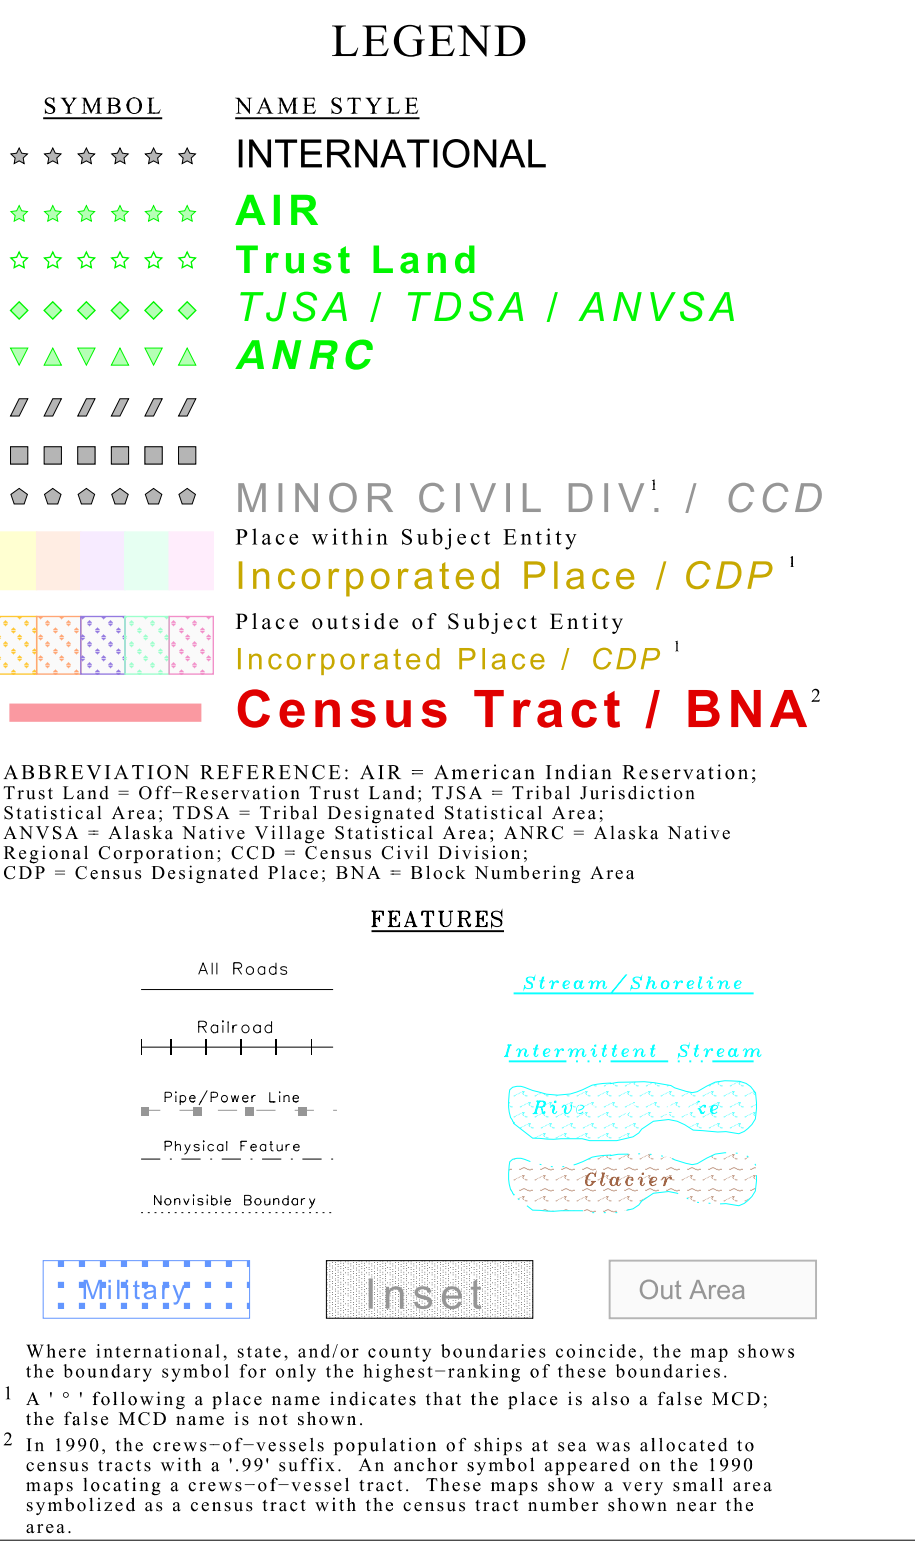 LEGEND
SYMBOL NAME STYLE
INTERNATIONAL
AIR
Trust Land
TJSA / TDSA / ANVSA
ANRC
MINOR CIVIL DIV.¹ / CCD
Place within Subject Entity
Incorporated Place / CDP ¹
Place outside of Subject Entity
Incorporated Place / CDP ¹
Census Tract / BNA²
ABBREVIATION REFERENCE: AIR = American Indian Reservation;
Trust Land = Off−Reservation Trust Land; TJSA = Tribal Jurisdiction
Statistical Area; TDSA = Tribal Designated Statistical Area;
ANVSA = Alaska Native Village Statistical Area; ANRC = Alaska Native
Regional Corporation; CCD = Census Civil Division;
CDP = Census Designated Place; BNA = Block Numbering Area
FEATURES
All Roads
Stream/Shoreline
Railroad
Intermittent Stream
Pipe/Power Line
Physical Feature
Glacier
Nonvisible Boundary
Military
Inset
Out Area
Where international, state, and/or county boundaries coincide, the map shows
the boundary symbol for only the highest−ranking of these boundaries.
1 A ' ° ' following a place name indicates that the place is also a false MCD;
the false MCD name is not shown.
2 In 1990, the crews−of−vessels population of ships at sea was allocated to
census tracts with a '.99' suffix. An anchor symbol appeared on the 1990
maps locating a crews−of−vessel tract. These maps show a very small area
symbolized as a census tract with the census tract number shown near the
area.